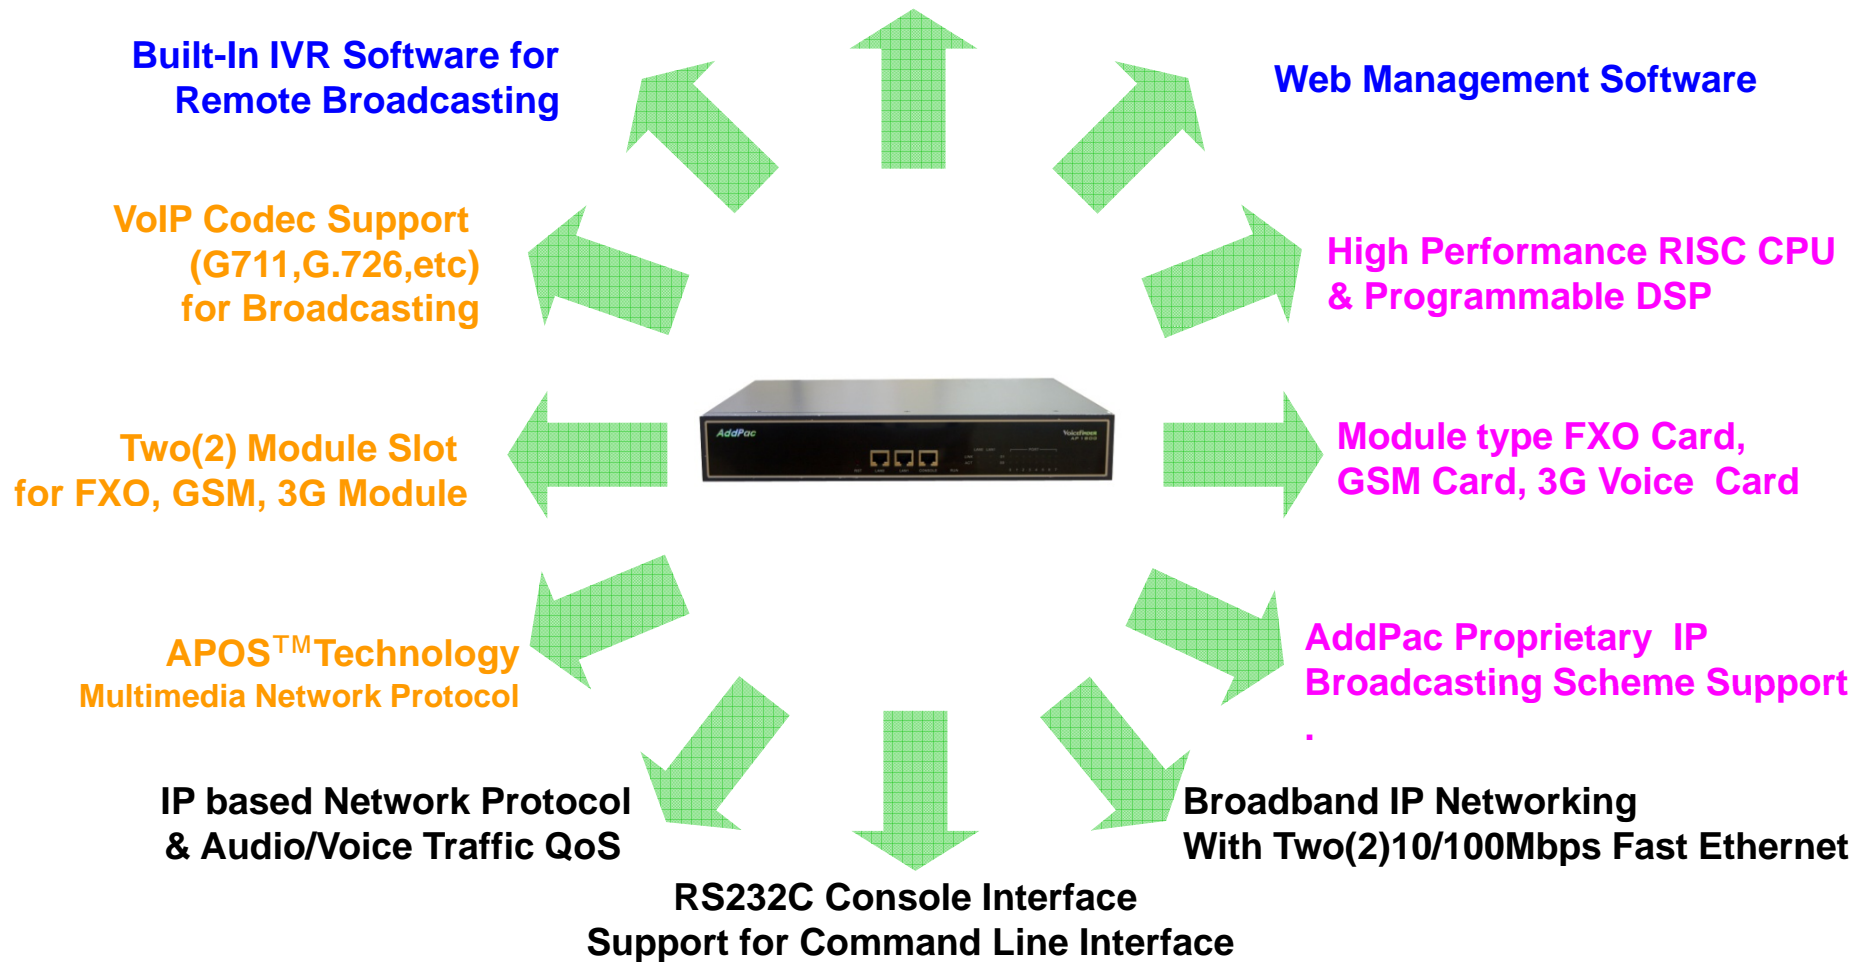 Built-In IVR Software for
Remote Broadcasting
Web Management Software
VoIP Codec Support
(G711,G.726,etc)
for Broadcasting
High Performance RISC CPU
& Programmable DSP
Two(2) Module Slot
for FXO, GSM, 3G Module
AddPac
Module type FXO Card,
GSM Card, 3G Voice  Card
APOS™Technology
Multimedia Network Protocol
AddPac Proprietary  IP
Broadcasting Scheme Support
.
IP based Network Protocol
& Audio/Voice Traffic QoS
Broadband IP Networking
With Two(2)10/100Mbps Fast Ethernet
RS232C Console Interface
Support for Command Line Interface